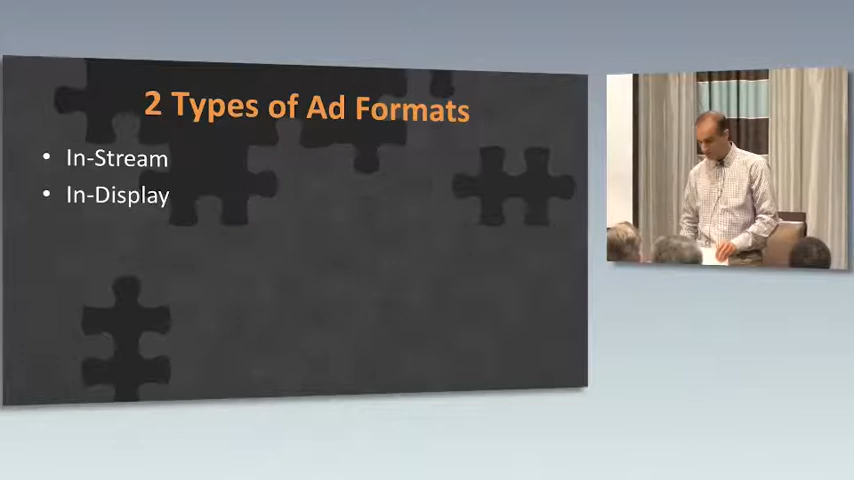 2 Types of Ad Formats
• In-Stream
• In-Display